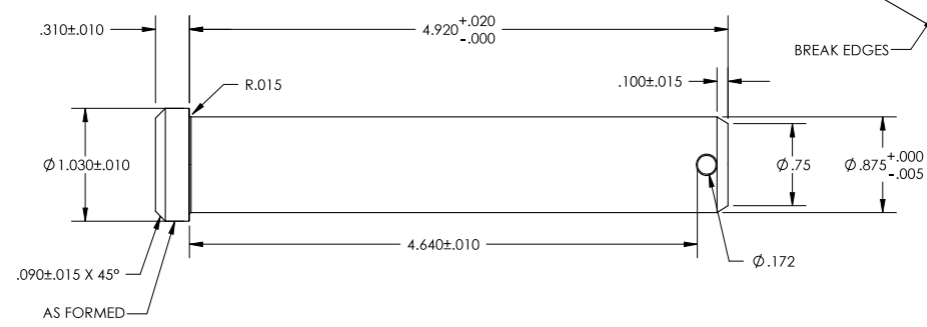 .310±.010
4.920+.020
-.000
BREAK EDGES
R.015
.100±.015
Ø1.030±.010
Ø.75
Ø.875+.000
-.005
4.640±.010
Ø.172
.090±.015 X 45°
AS FORMED